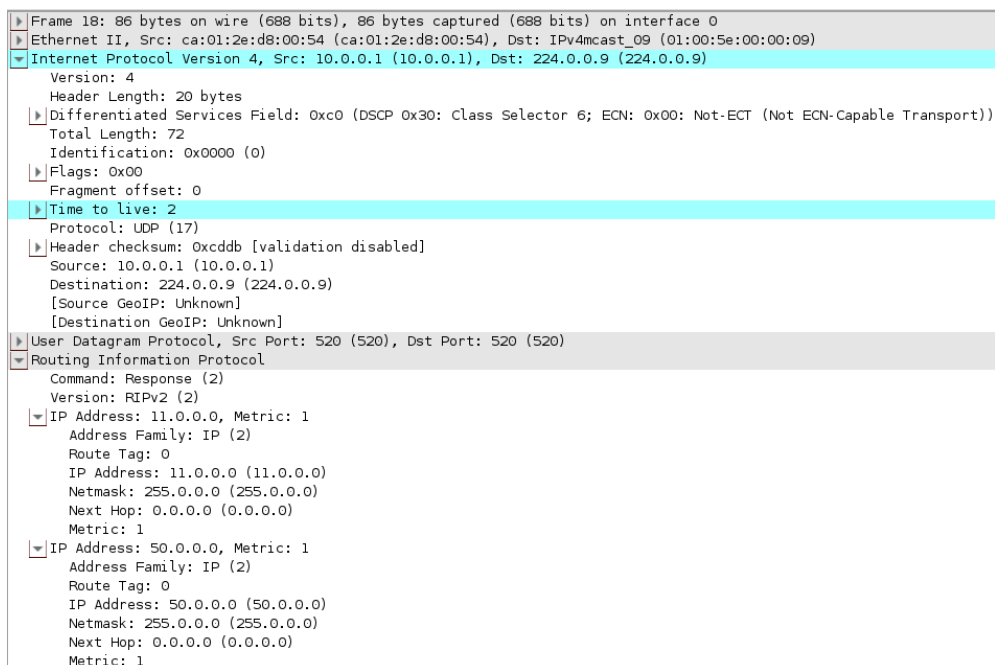 Frame 18: 86 bytes on wire (688 bits), 86 bytes captured (688 bits) on interface 0
Ethernet II, Src: ca:01:2e:d8:00:54 (ca:01:2e:d8:00:54), Dst: IPv4mcast_09 (01:00:5e:00:00:09)
Internet Protocol Version 4, Src: 10.0.0.1 (10.0.0.1), Dst: 224.0.0.9 (224.0.0.9)
Version: 4
Header Length: 20 bytes
Differentiated Services Field: 0xc0 (DSCP 0x30: Class Selector 6; ECN: 0x00: Not-ECT (Not ECN-Capable Transport))
Total Length: 72
Identification: 0x0000 (0)
Flags: 0x00
Fragment offset: 0
Time to live: 2
Protocol: UDP (17)
Header checksum: 0xcddb [validation disabled]
Source: 10.0.0.1 (10.0.0.1)
Destination: 224.0.0.9 (224.0.0.9)
[Source GeoIP: Unknown]
[Destination GeoIP: Unknown]
User Datagram Protocol, Src Port: 520 (520), Dst Port: 520 (520)
Routing Information Protocol
Command: Response (2)
Version: RIPv2 (2)
IP Address: 11.0.0.0, Metric: 1
Address Family: IP (2)
Route Tag: 0
IP Address: 11.0.0.0 (11.0.0.0)
Netmask: 255.0.0.0 (255.0.0.0)
Next Hop: 0.0.0.0 (0.0.0.0)
Metric: 1
IP Address: 50.0.0.0, Metric: 1
Address Family: IP (2)
Route Tag: 0
IP Address: 50.0.0.0 (50.0.0.0)
Netmask: 255.0.0.0 (255.0.0.0)
Next Hop: 0.0.0.0 (0.0.0.0)
Metric: 1